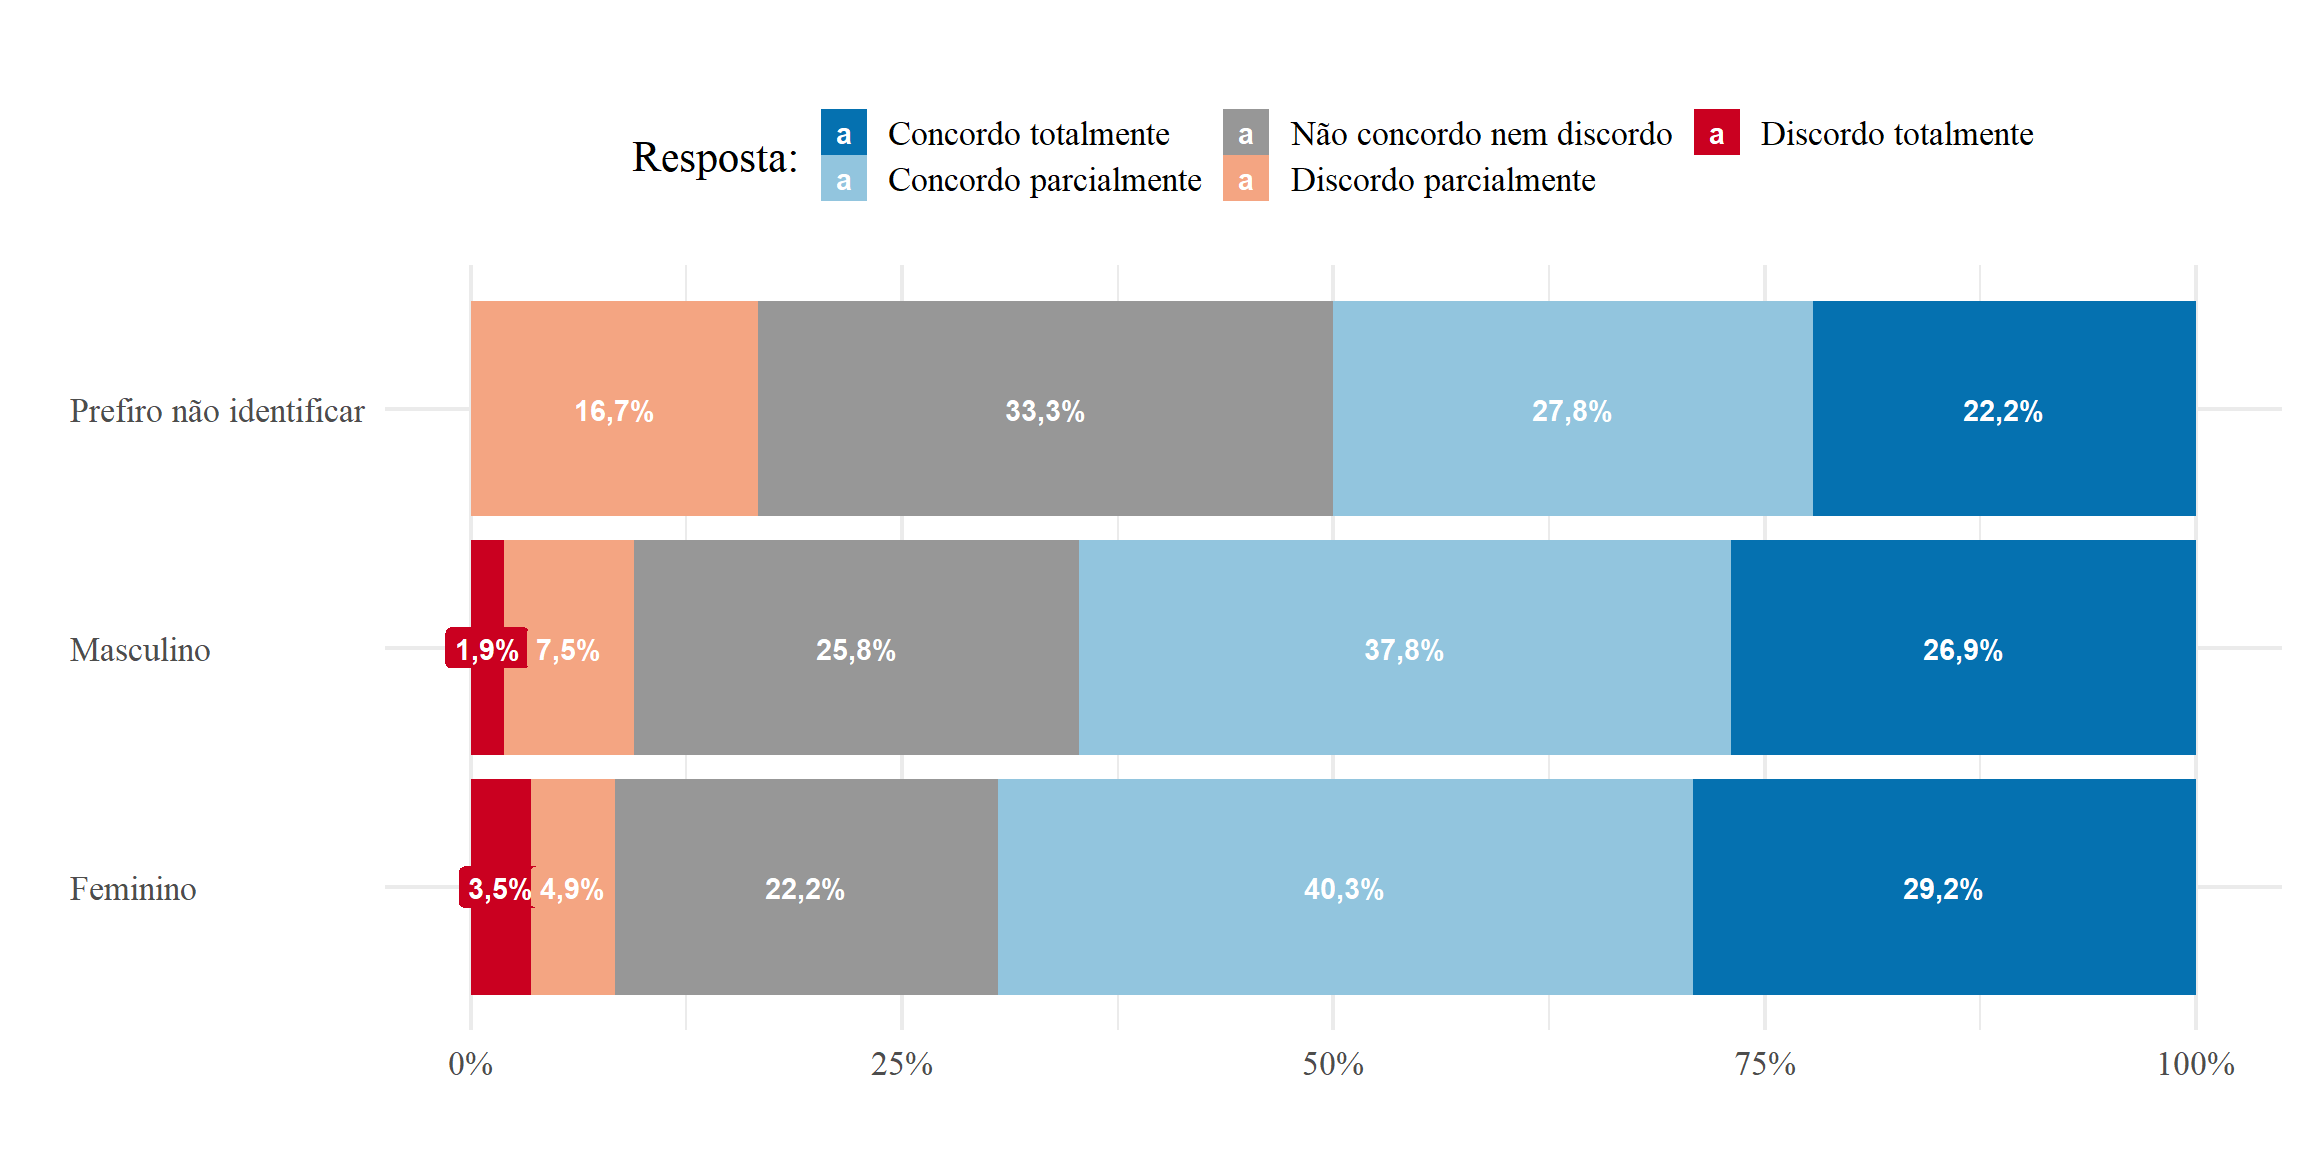 Resposta:
a Concordo totalmente
a Concordo parcialmente
a Não concordo nem discordo
a Discordo parcialmente
a Discordo totalmente
Prefiro não identificar
16,7% 33,3% 27,8% 22,2%
Masculino
1,9% 7,5% 25,8% 37,8% 26,9%
Feminino
3,5% 4,9% 22,2% 40,3% 29,2%
0% 25% 50% 75% 100%